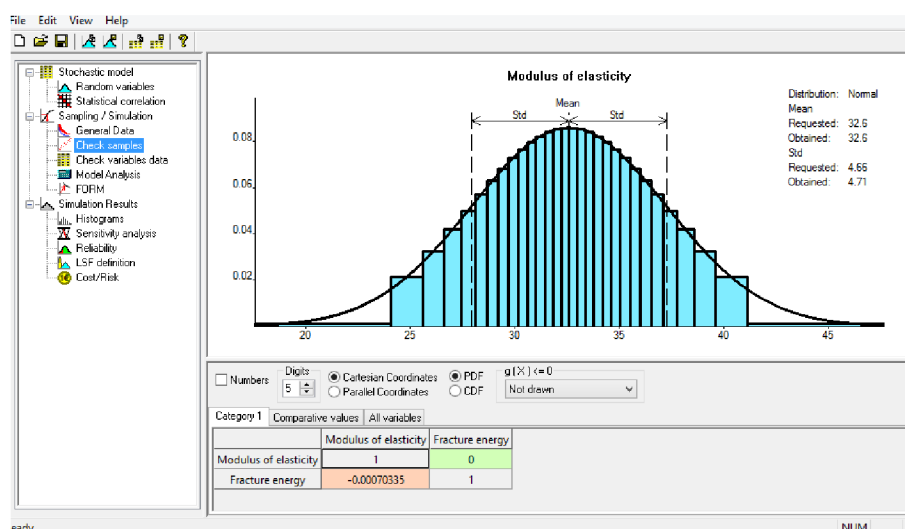 File Edit View Help
Stochastic model
Random variables
Statistical correlation
Sampling / Simulation
General Data
Check samples
Check variables data
Model Analysis
FORM
Simulation Results
Histograms
Sensitivity analysis
Reliability
LSF definition
Cost/Risk
Modulus of elasticity
Distribution: Normal
Mean
Requested: 32.6
Obtained: 32.6
Std
Requested: 4.66
Obtained: 4.71
Mean
Std Std
0.08
0.06
0.04
0.02
20 25 30 35 40 45
Numbers
Digits
5
Cartesian Coordinates
Parallel Coordinates
PDF
CDF
g ( X ) <= 0
Not drawn
Category 1 Comparative values All variables
Modulus of elasticity Fracture energy
Modulus of elasticity 1 0
Fracture energy -0.00070335 1
eady NUM